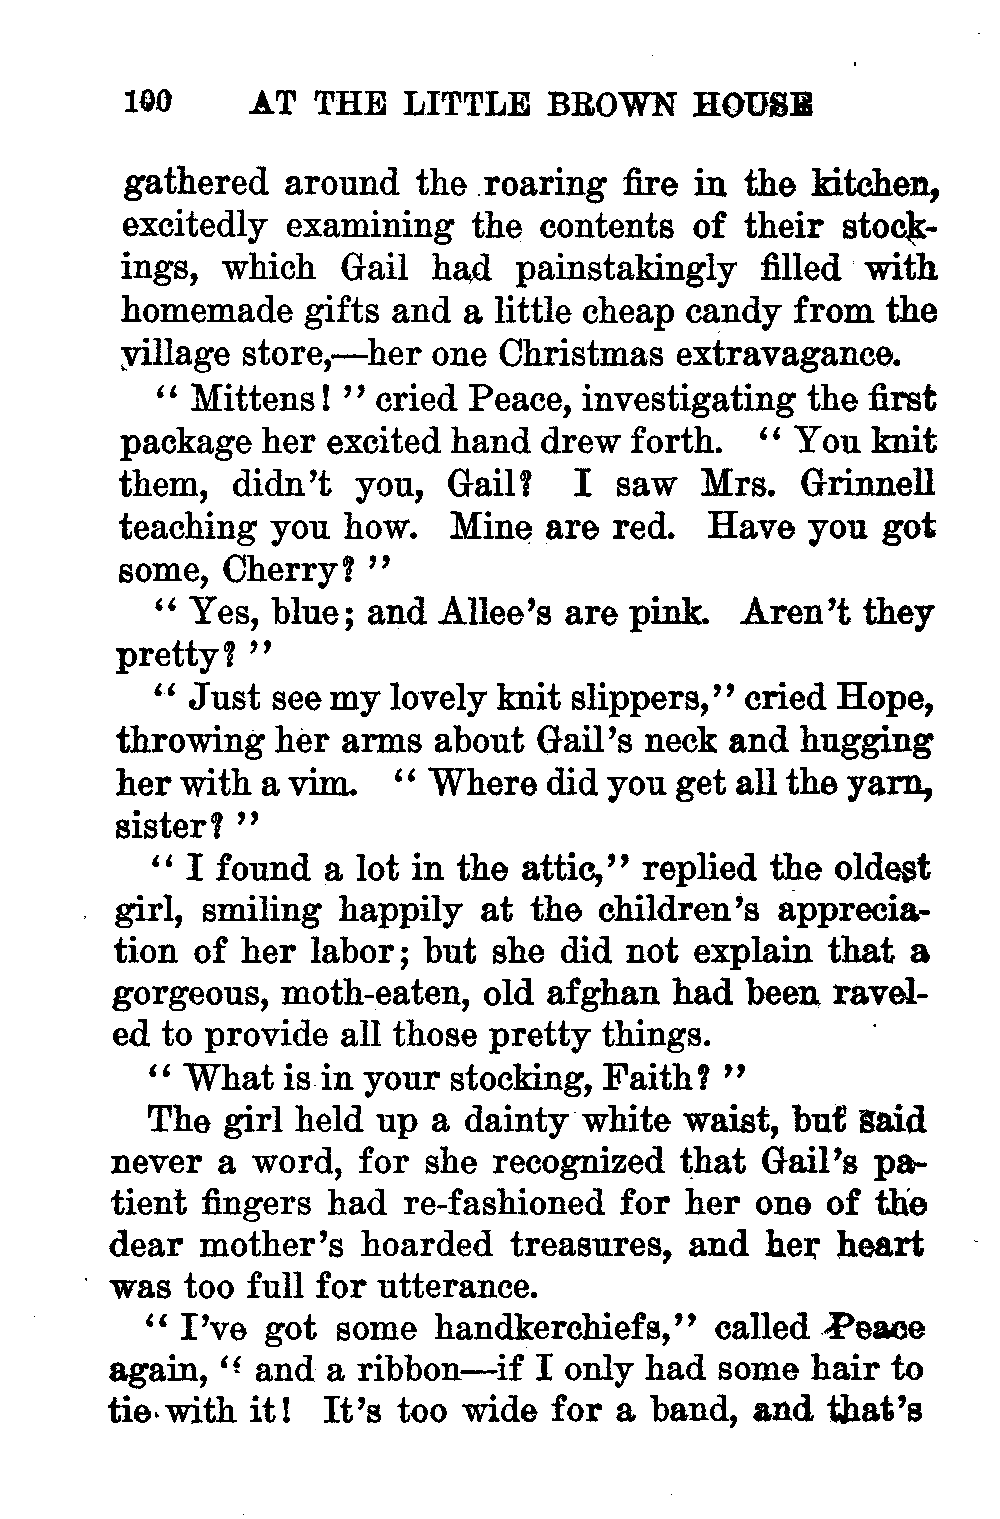 100 AT THE LITTLE BROWN HOUSE
gathered around the roaring fire in the kitchen,
excitedly examining the contents of their stock-
ings, which Gail had painstakingly filled with
homemade gifts and a little cheap candy from the
village store,—her one Christmas extravagance.
“ Mittens! ” cried Peace, investigating the first
package her excited hand drew forth. “ You knit
them, didn’t you, Gail? I saw Mrs. Grinnell
teaching you how. Mine are red. Have you got
some, Cherry? ”
“ Yes, blue; and Allee’s are pink. Aren’t they
pretty? ”
“ Just see my lovely knit slippers,” cried Hope,
throwing her arms about Gail’s neck and hugging
her with a vim. “ Where did you get all the yarn,
sister? ”
“ I found a lot in the attic,” replied the oldest
girl, smiling happily at the children’s apprecia-
tion of her labor; but she did not explain that a
gorgeous, moth-eaten, old afghan had been ravel-
ed to provide all those pretty things.
“ What is in your stocking, Faith? ”
The girl held up a dainty white waist, but said
never a word, for she recognized that Gail’s pa-
tient fingers had re-fashioned for her one of the
dear mother’s hoarded treasures, and her heart
was too full for utterance.
“ I’ve got some handkerchiefs,” called Peace
again, “ and a ribbon—if I only had some hair to
tie with it! It’s too wide for a band, and that’s